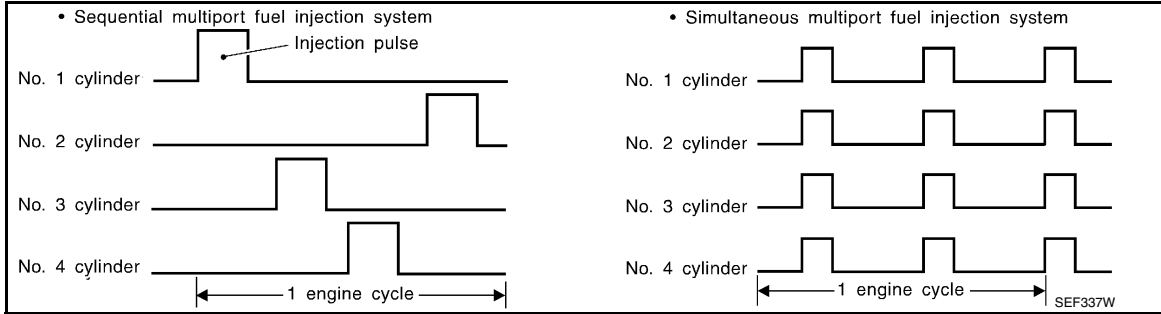 • Sequential multiport fuel injection system
Injection pulse
No. 1 cylinder
No. 2 cylinder
No. 3 cylinder
No. 4 cylinder
1 engine cycle
• Simultaneous multiport fuel injection system
No. 1 cylinder
No. 2 cylinder
No. 3 cylinder
No. 4 cylinder
1 engine cycle
SEF337W